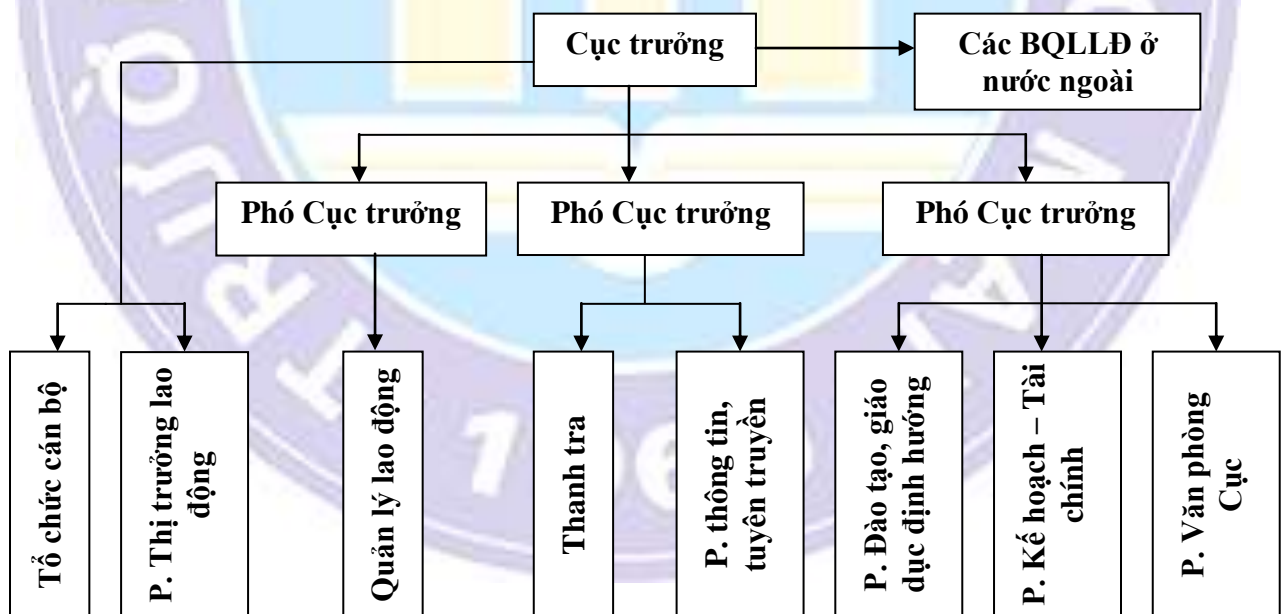 Cục trưởng
Các BQLLĐ ở
nước ngoài
Phó Cục trưởng
Phó Cục trưởng
Phó Cục trưởng
Tổ chức cán bộ
P. Thị trường lao
động
Quản lý lao động
Thanh tra
P. thông tin,
tuyên truyền
P. Đào tạo, giáo
dục định hướng
P. Kế hoạch – Tài
chính
P. Văn phòng
Cục